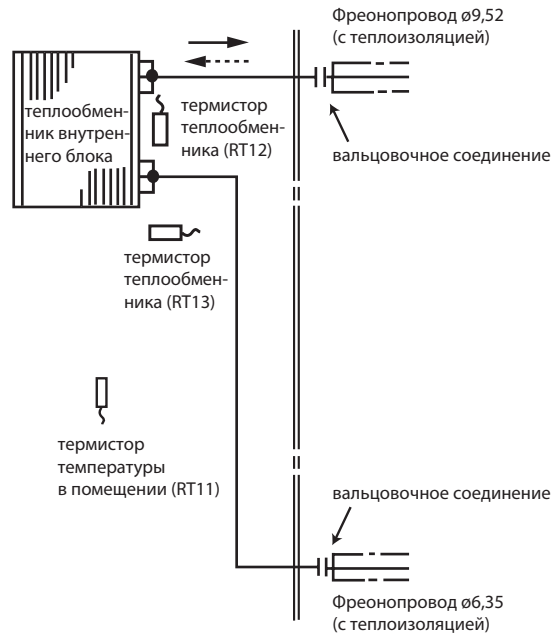 Фреонопровод ø9,52
(с теплоизоляцией)
теплообмен-
ник внутрен-
него блока
термистор
теплообмен-
ника (RT12)
вальцовочное соединение
термистор
теплообмен-
ника (RT13)
термистор
температуры
в помещении (RT11)
вальцовочное соединение
Фреонопровод ø6,35
(с теплоизоляцией)